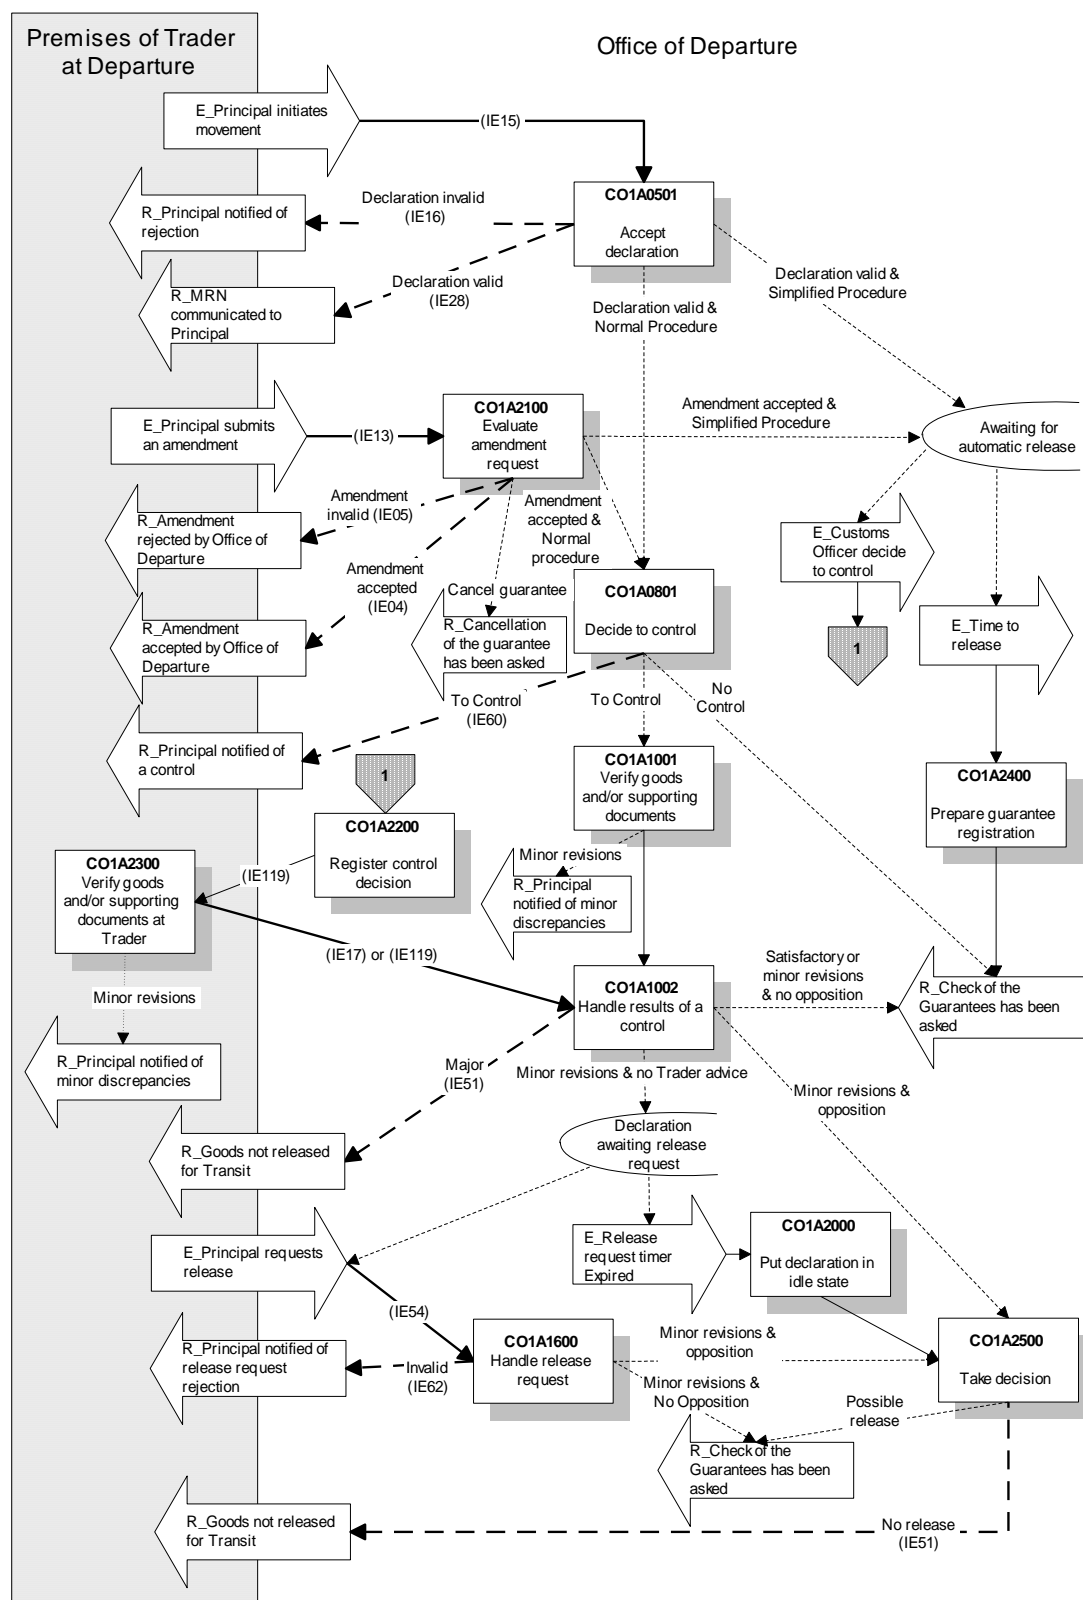 Premises of Trader
at Departure
Office of Departure
E_Principal initiates
movement
(IE15)
CO1A0501
Accept
declaration
Declaration invalid
(IE16)
R_Principal notified of
rejection
Declaration valid
(IE28)
R_MRN
communicated to
Principal
Declaration valid &
Simplified Procedure
Declaration valid &
Normal Procedure
E_Principal submits
an amendment
(IE13)
CO1A2100
Evaluate
amendment
request
Amendment accepted &
Simplified Procedure
Awaiting for
automatic release
Amendment
invalid (IE05)
R_Amendment
rejected by Office of
Departure
Amendment
accepted &
Normal
procedure
E_Customs
Officer decide
to control
Amendment
accepted
(IE04)
Cancel guarantee
CO1A0801
Decide to control
R_Amendment
accepted by Office of
Departure
R_Cancellation
of the guarantee
has been asked
E_Time to
release
1
To Control
(IE60)
To Control
No
Control
R_Principal notified of
a control
1
CO1A1001
Verify goods
and/or supporting
documents
CO1A2400
Prepare guarantee
registration
CO1A2200
Register control
decision
CO1A2300
Verify goods
and/or supporting
documents at
Trader
(IE119)
Minor revisions
R_Principal
notified of minor
discrepancies
(IE17) or (IE119)
Satisfactory or
minor revisions
& no opposition
CO1A1002
Handle results of a
control
R_Check of the
Guarantees has been
asked
Minor revisions
R_Principal notified of
minor discrepancies
Major
(IE51)
Minor revisions & no Trader advice
Minor revisions &
opposition
R_Goods not released
for Transit
Declaration
awaiting release
request
E_Principal requests
release
E_Release
request timer
Expired
CO1A2000
Put declaration in
idle state
(IE54)
R_Principal notified of
release request
rejection
Invalid
(IE62)
CO1A1600
Handle release
request
Minor revisions &
opposition
CO1A2500
Take decision
Minor revisions &
No Opposition
Possible
release
R_Check of the
Guarantees has been
asked
R_Goods not released
for Transit
No release
(IE51)